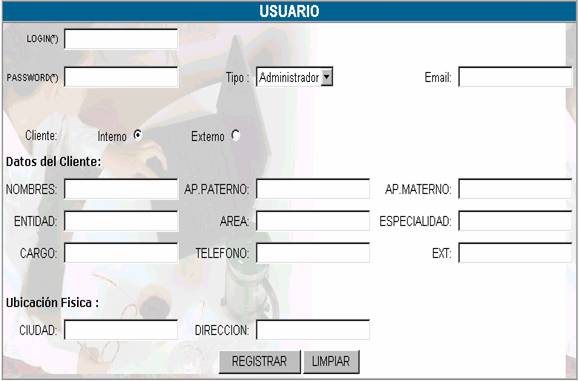 USUARIO
LOGIN(*)
PASSWORD(*) Tipo : Administrador Email:
Cliente: Interno Externo
Datos del Cliente:
NOMBRES: AP.PATERNO: AP.MATERNO:
ENTIDAD: AREA: ESPECIALIDAD:
CARGO: TELEFONO: EXT:
Ubicación Fisica :
CIUDAD: DIRECCION:
REGISTRAR LIMPIAR